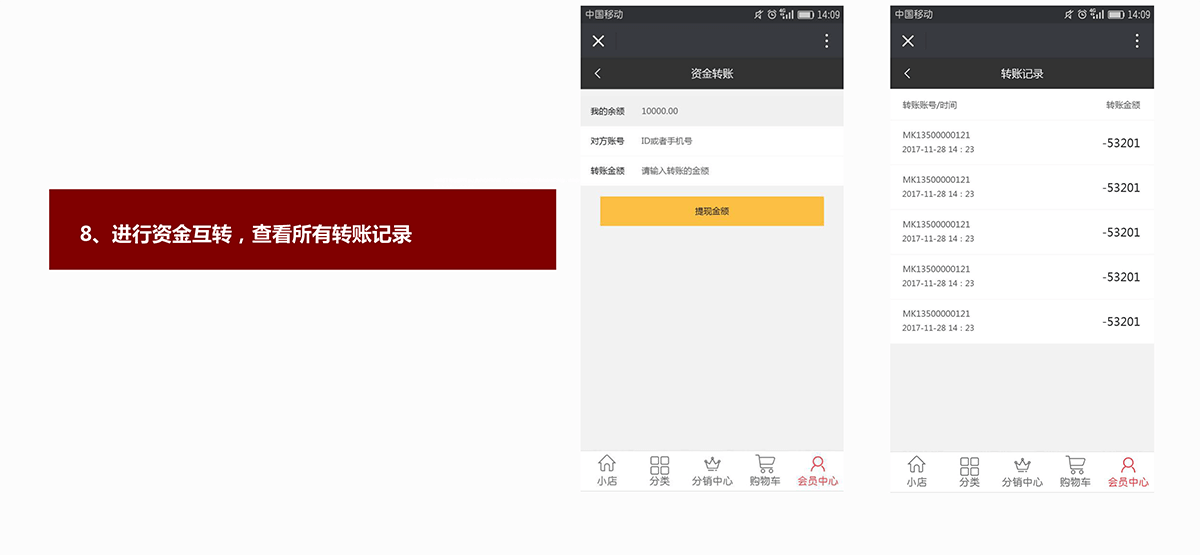 8、进行资金互转，查看所有转账记录
中国移动 4G 14:09
资金转账
我的余额 10000.00
对方账号 ID或者手机号
转账金额 请输入转账的金额
提现金额
小店 分类 分销中心 购物车 会员中心
中国移动 4G 14:09
转账记录
转账账号/时间 转账金额
MK13500000121
2017-11-28 14：23 -53201
MK13500000121
2017-11-28 14：23 -53201
MK13500000121
2017-11-28 14：23 -53201
MK13500000121
2017-11-28 14：23 -53201
MK13500000121
2017-11-28 14：23 -53201
小店 分类 分销中心 购物车 会员中心